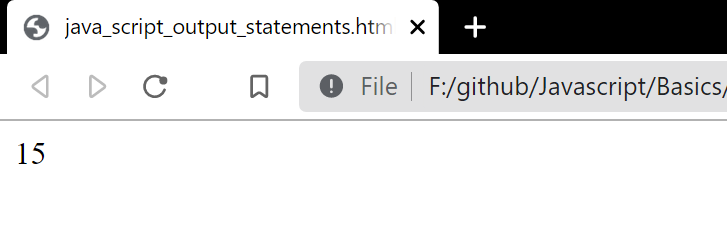 java_script_output_statements.htm
File
F:/github/Javascript/Basics/
15